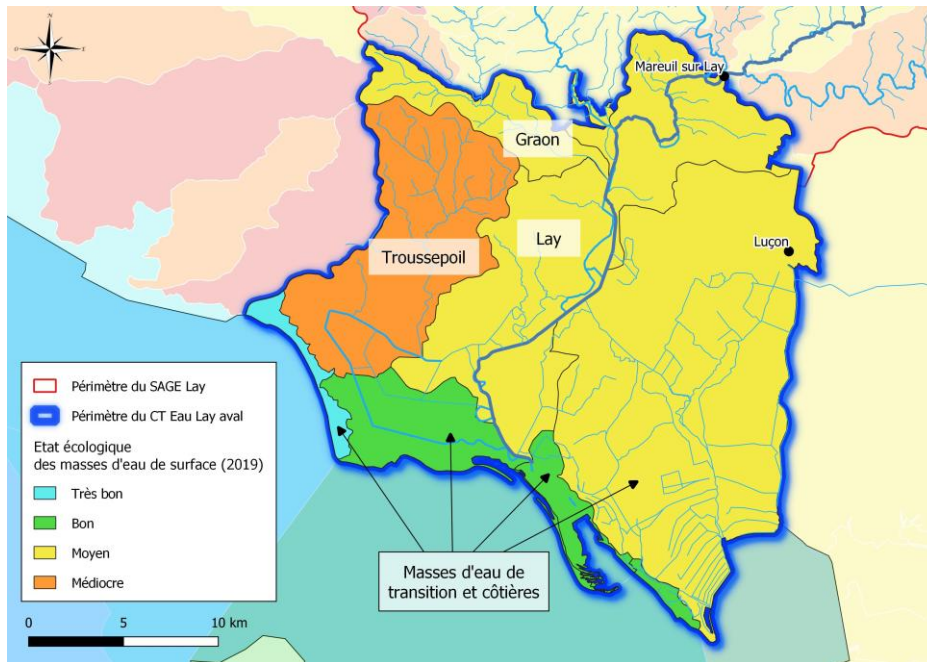 Mareuil sur Lay
Graon
Lay
Luçon
Troussepoil
Périmètre du SAGE Lay
Périmètre du CT Eau Lay aval
Etat écologique
des masses d'eau de surface (2019)
Très bon
Bon
Moyen
Médiocre
Masses d'eau de
transition et côtières
0 5 10 km